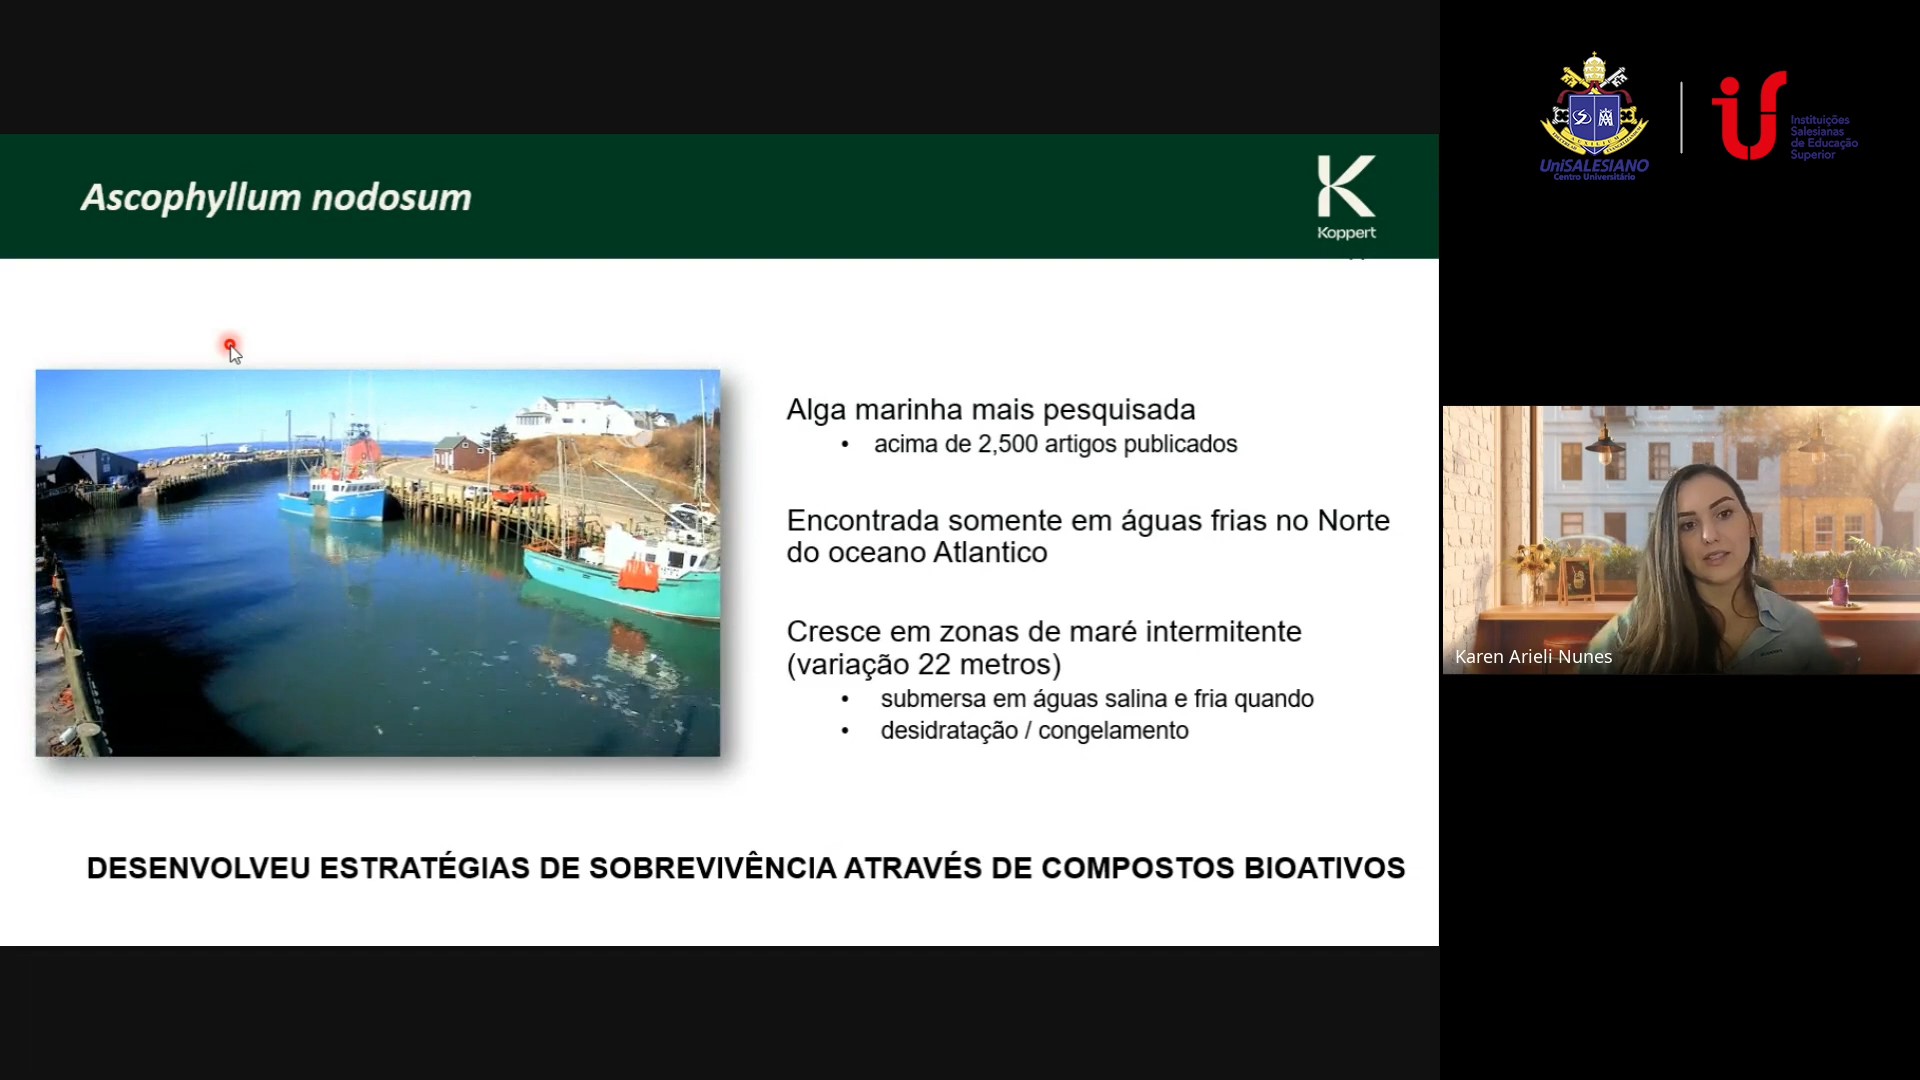 Ascophyllum nodosum
Koppert
Alga marinha mais pesquisada
• acima de 2,500 artigos publicados
Encontrada somente em águas frias no Norte
do oceano Atlantico
Cresce em zonas de maré intermitente
(variação 22 metros)
• submersa em águas salina e fria quando
• desidratação / congelamento
DESENVOLVEU ESTRATÉGIAS DE SOBREVIVÊNCIA ATRAVÉS DE COMPOSTOS BIOATIVOS
UniSALESIANO
Centro Universitário
Instituições
Salesianas
de Educação
Superior
Karen Arieli Nunes